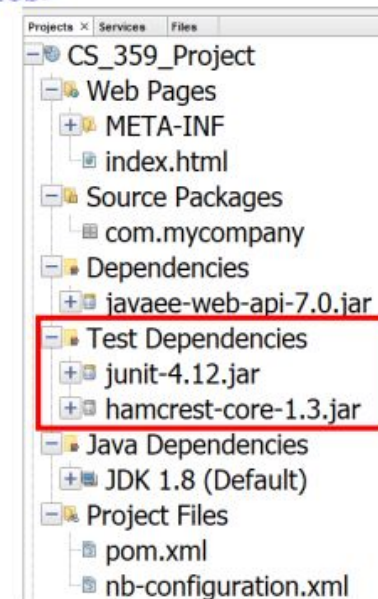 Projects × Services Files
CS_359_Project
Web Pages
META-INF
index.html
Source Packages
com.mycompany
Dependencies
javaee-web-api-7.0.jar
Test Dependencies
junit-4.12.jar
hamcrest-core-1.3.jar
Java Dependencies
JDK 1.8 (Default)
Project Files
pom.xml
nb-configuration.xml